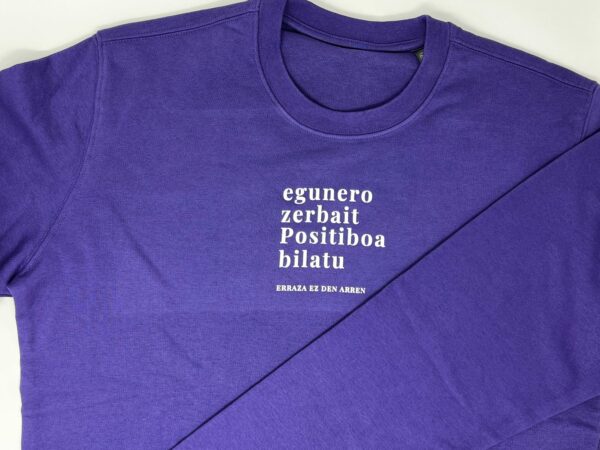 egunero
zerbait
Positiboa
bilatu
ERRAZA EZ DEN ARREN